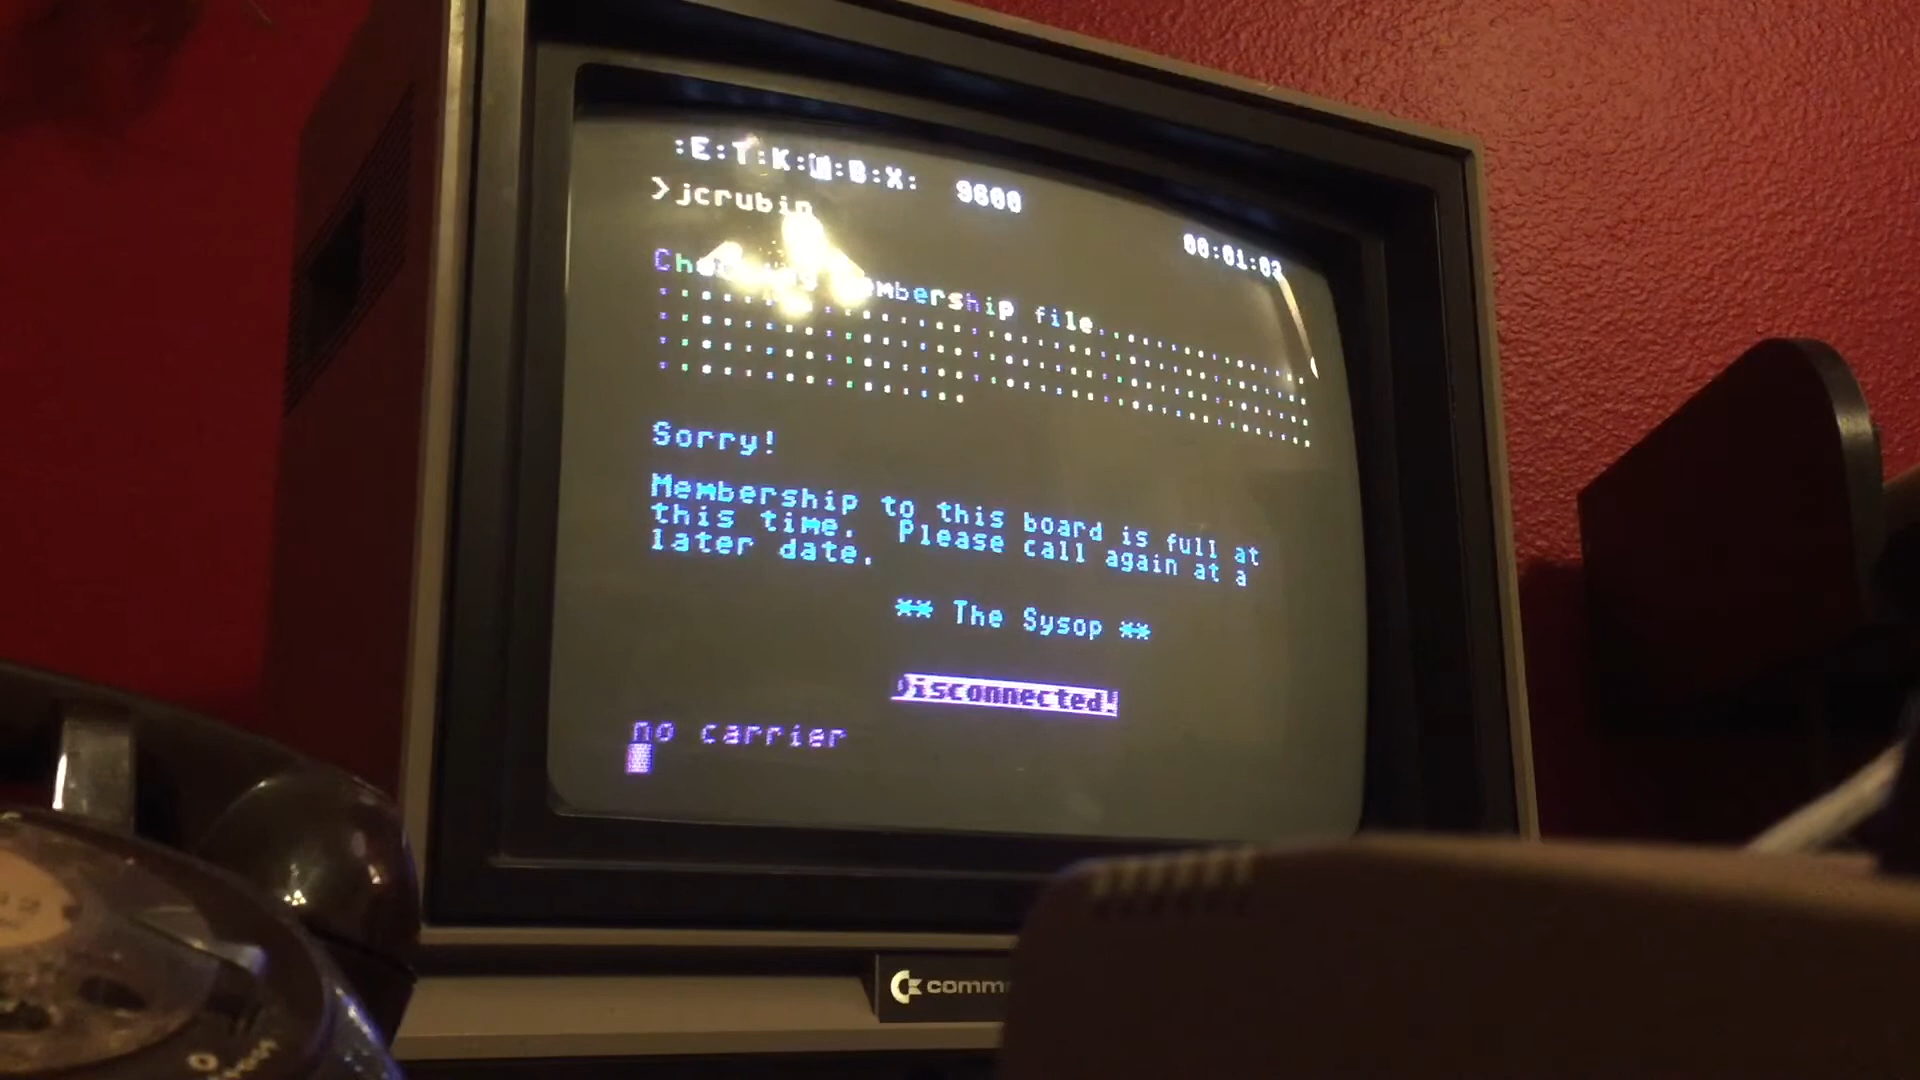 :E:T:K:W:B:X: 9600
>jcrubin
00:01:03
Checking membership file
Sorry!
Membership to this board is full at
this time. Please call again at a
later date.
** The Sysop **
Disconnected!
no carrier
comm